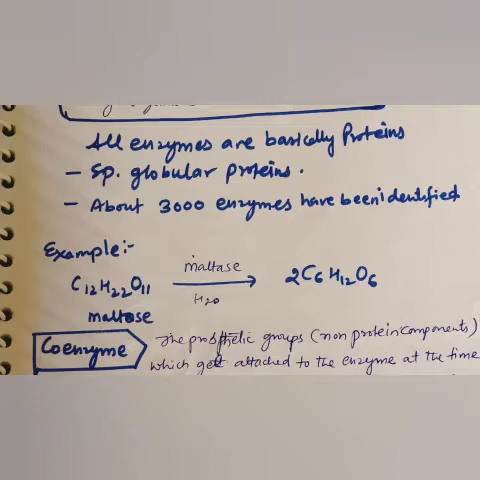 All enzymes are basically Proteins
- Sp. globular proteins.
- About 3000 enzymes have been identified
Example:-
C12H22O11 maltase H2O 2C6H12O6
maltose
Coenzyme The prosthetic groups (non protein components)
which get attached to the enzyme at the time